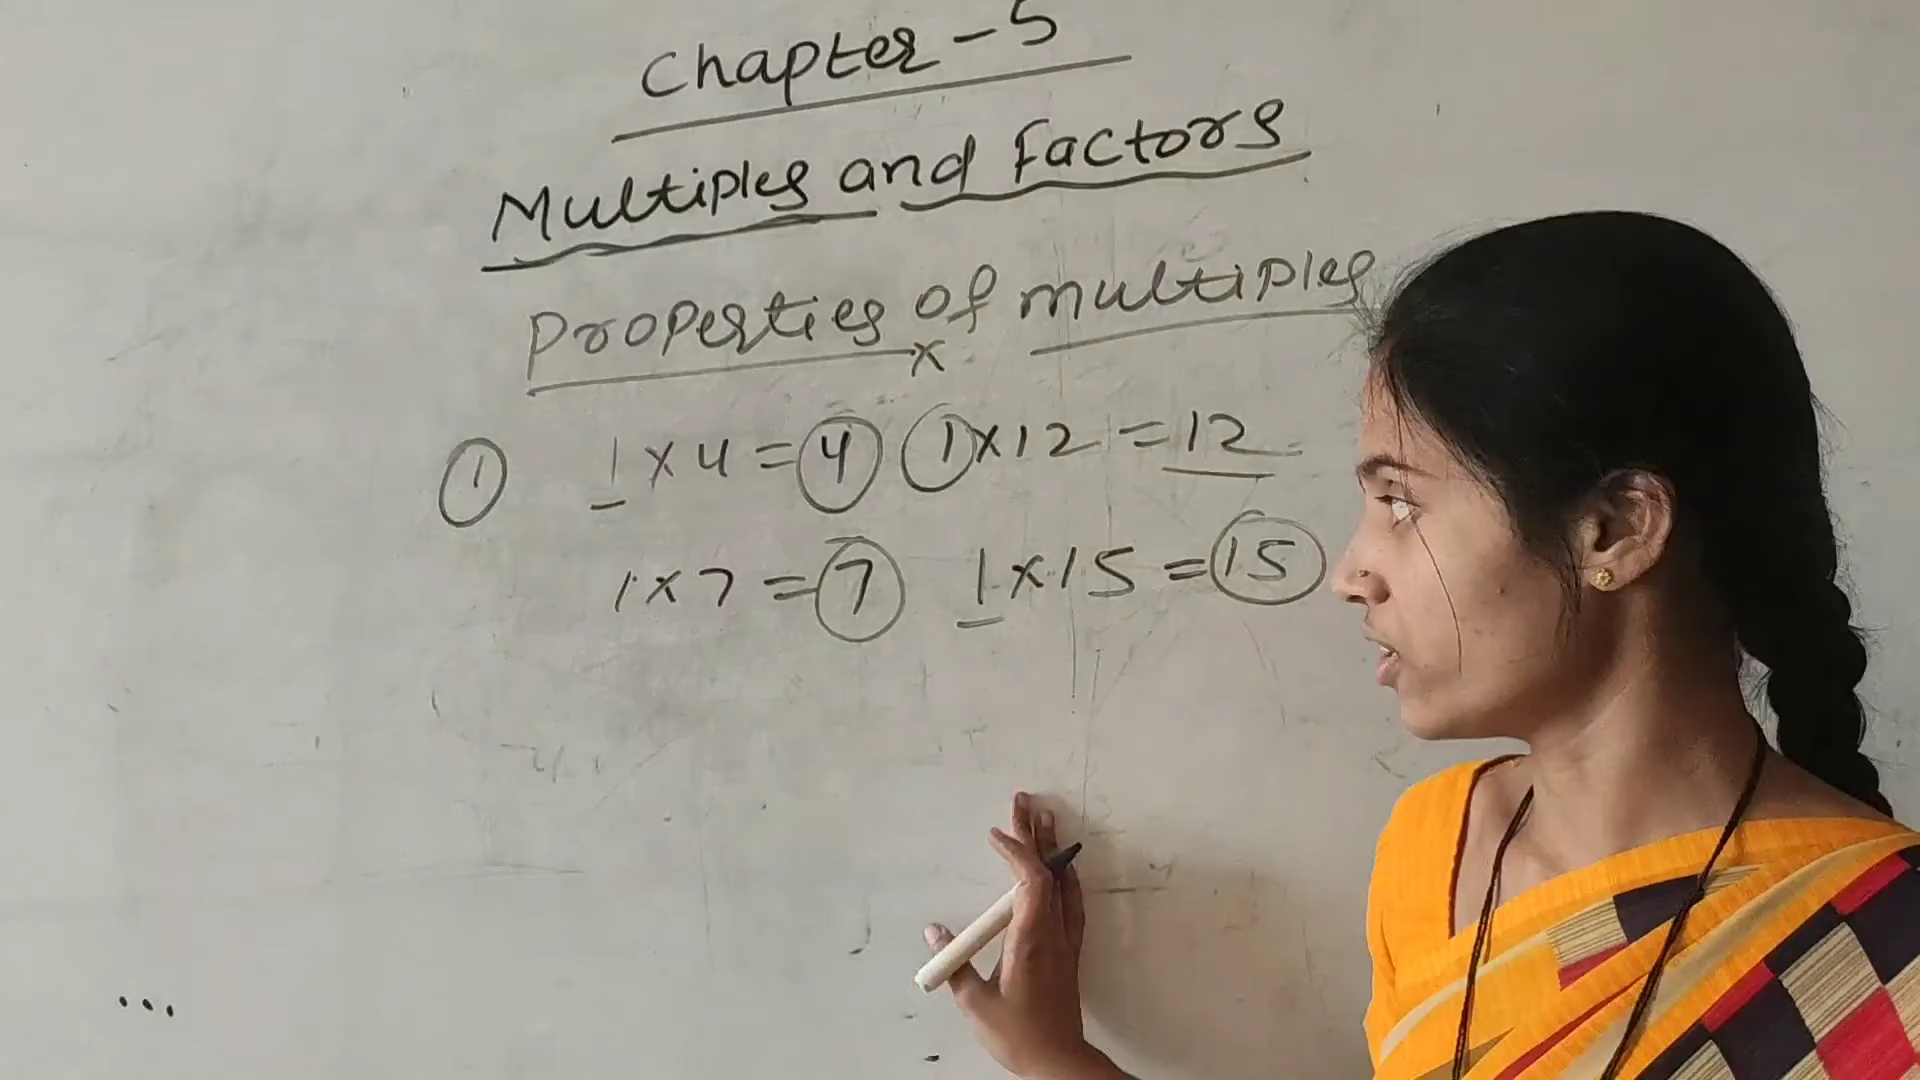 Chapter - 5
Multiples and factors
Properties of multiples
x
① 1 x 4 = 4 1 x 12 = 12
1 x 7 = 7 1 x 15 = 15